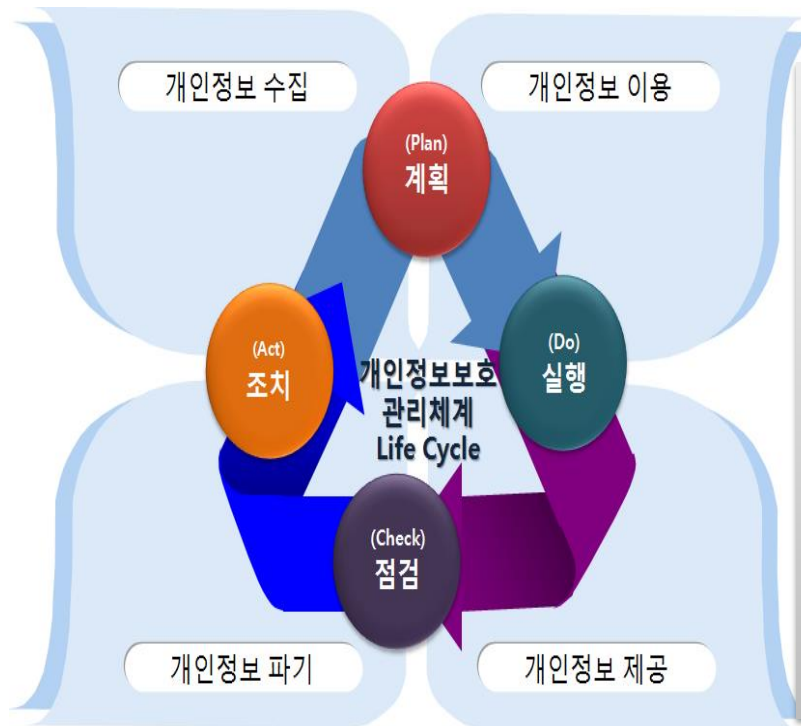 개인정보 수집
개인정보 이용
(Plan)
계획
(Act)
조치
(Do)
실행
개인정보보호
관리체계
Life Cycle
(Check)
점검
개인정보 파기
개인정보 제공